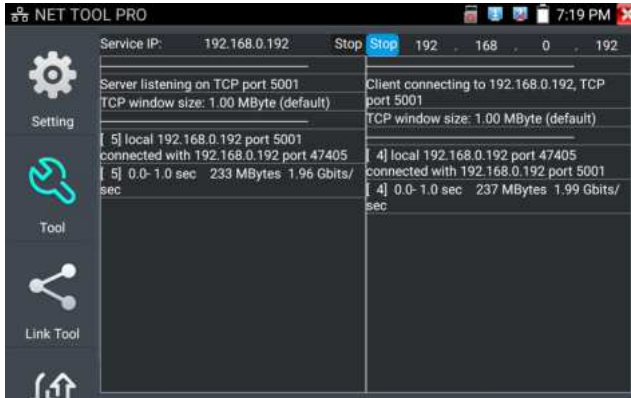 NET TOOL PRO
7:19 PM
Setting
Tool
Link Tool
Service IP: 192.168.0.192 Stop
Server listening on TCP port 5001
TCP window size: 1.00 MByte (default)
[ 5] local 192.168.0.192 port 5001
connected with 192.168.0.192 port 47405
[ 5] 0.0- 1.0 sec 233 MBytes 1.96 Gbits/
sec
Stop 192 . 168 . 0 . 192
Client connecting to 192.168.0.192, TCP
port 5001
TCP window size: 1.00 MByte (default)
[ 4] local 192.168.0.192 port 47405
connected with 192.168.0.192 port 5001
[ 4] 0.0- 1.0 sec 237 MBytes 1.99 Gbits/
sec